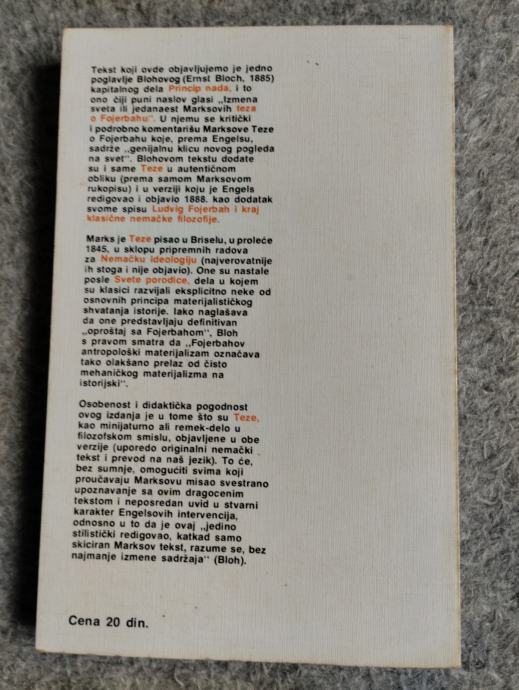 Tekst koji ovde objavljujemo je jedno
poglavlje Blohovog (Ernst Bloch, 1885)
kapitalnog dela Princip nada, i to
ono čiji puni naslov glasi „Izmena
sveta ili jedanaest Marksovih teza
o Fojerbahu". U njemu se kritički
i podrobno komentarišu Marksove Teze
o Fojerbahu koje, prema Engelsu,
sadrže „genijalnu klicu novog pogleda
na svet". Blohovom tekstu dodate
su i same Teze u autentičnom
obliku (prema samom Marksovom
rukopisu) i u verziji koju je Engels
redigovao i objavio 1888. kao dodatak
svome spisu Ludvig Fojerbah i kraj
klasične nemačke filozofije.
Marks je Teze pisao u Briselu, u proleće
1845, u sklopu pripremnih radova
za Nemačku ideologiju (najverovatnije
ih stoga i nije objavio). One su nastale
posle Svete porodice, dela u kojem
su klasici razvijali eksplicitno neke od
osnovnih principa materijalističkog
shvatanja istorije. Iako naglašava
da one predstavljaju definitivan
„oproštaj sa Fojerbahom", Bloh
s pravom smatra da „Fojerbahov
antropološki materijalizam označava
tako olakšano prelaz od čisto
mehaničkog materijalizma na
istorijski".
Osobenost i didaktička pogodnost
ovog izdanja je u tome što su Teze,
kao minijaturno ali remek-delo u
filozofskom smislu, objavljene u obe
verzije (uporedo originalni nemački
tekst i prevod na naš jezik). To će,
bez sumnje, omogućiti svima koji
proučavaju Marksovu misao svestrano
upoznavanje sa ovim dragocenim
tekstom i neposredan uvid u stvarni
karakter Engelsovih intervencija,
odnosno u to da je ovaj „jedino
stilistički redigovao, katkad samo
skiciran Marksov tekst, razume se, bez
najmanje izmene sadržaja" (Bloh).
Cena 20 din.